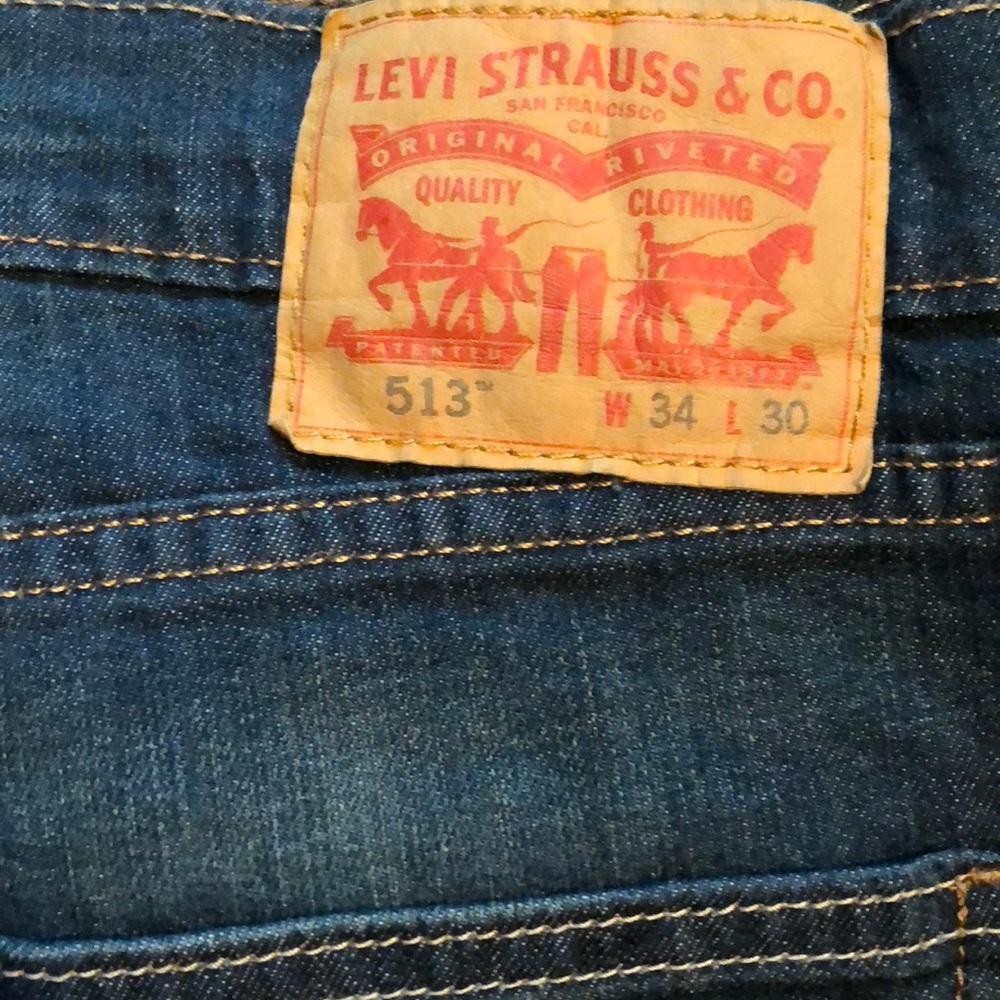 LEVI STRAUSS & CO.
SAN FRANCISCO
CAL.
ORIGINAL RIVETED
QUALITY CLOTHING
PATENTED
513™ W 34 L 30